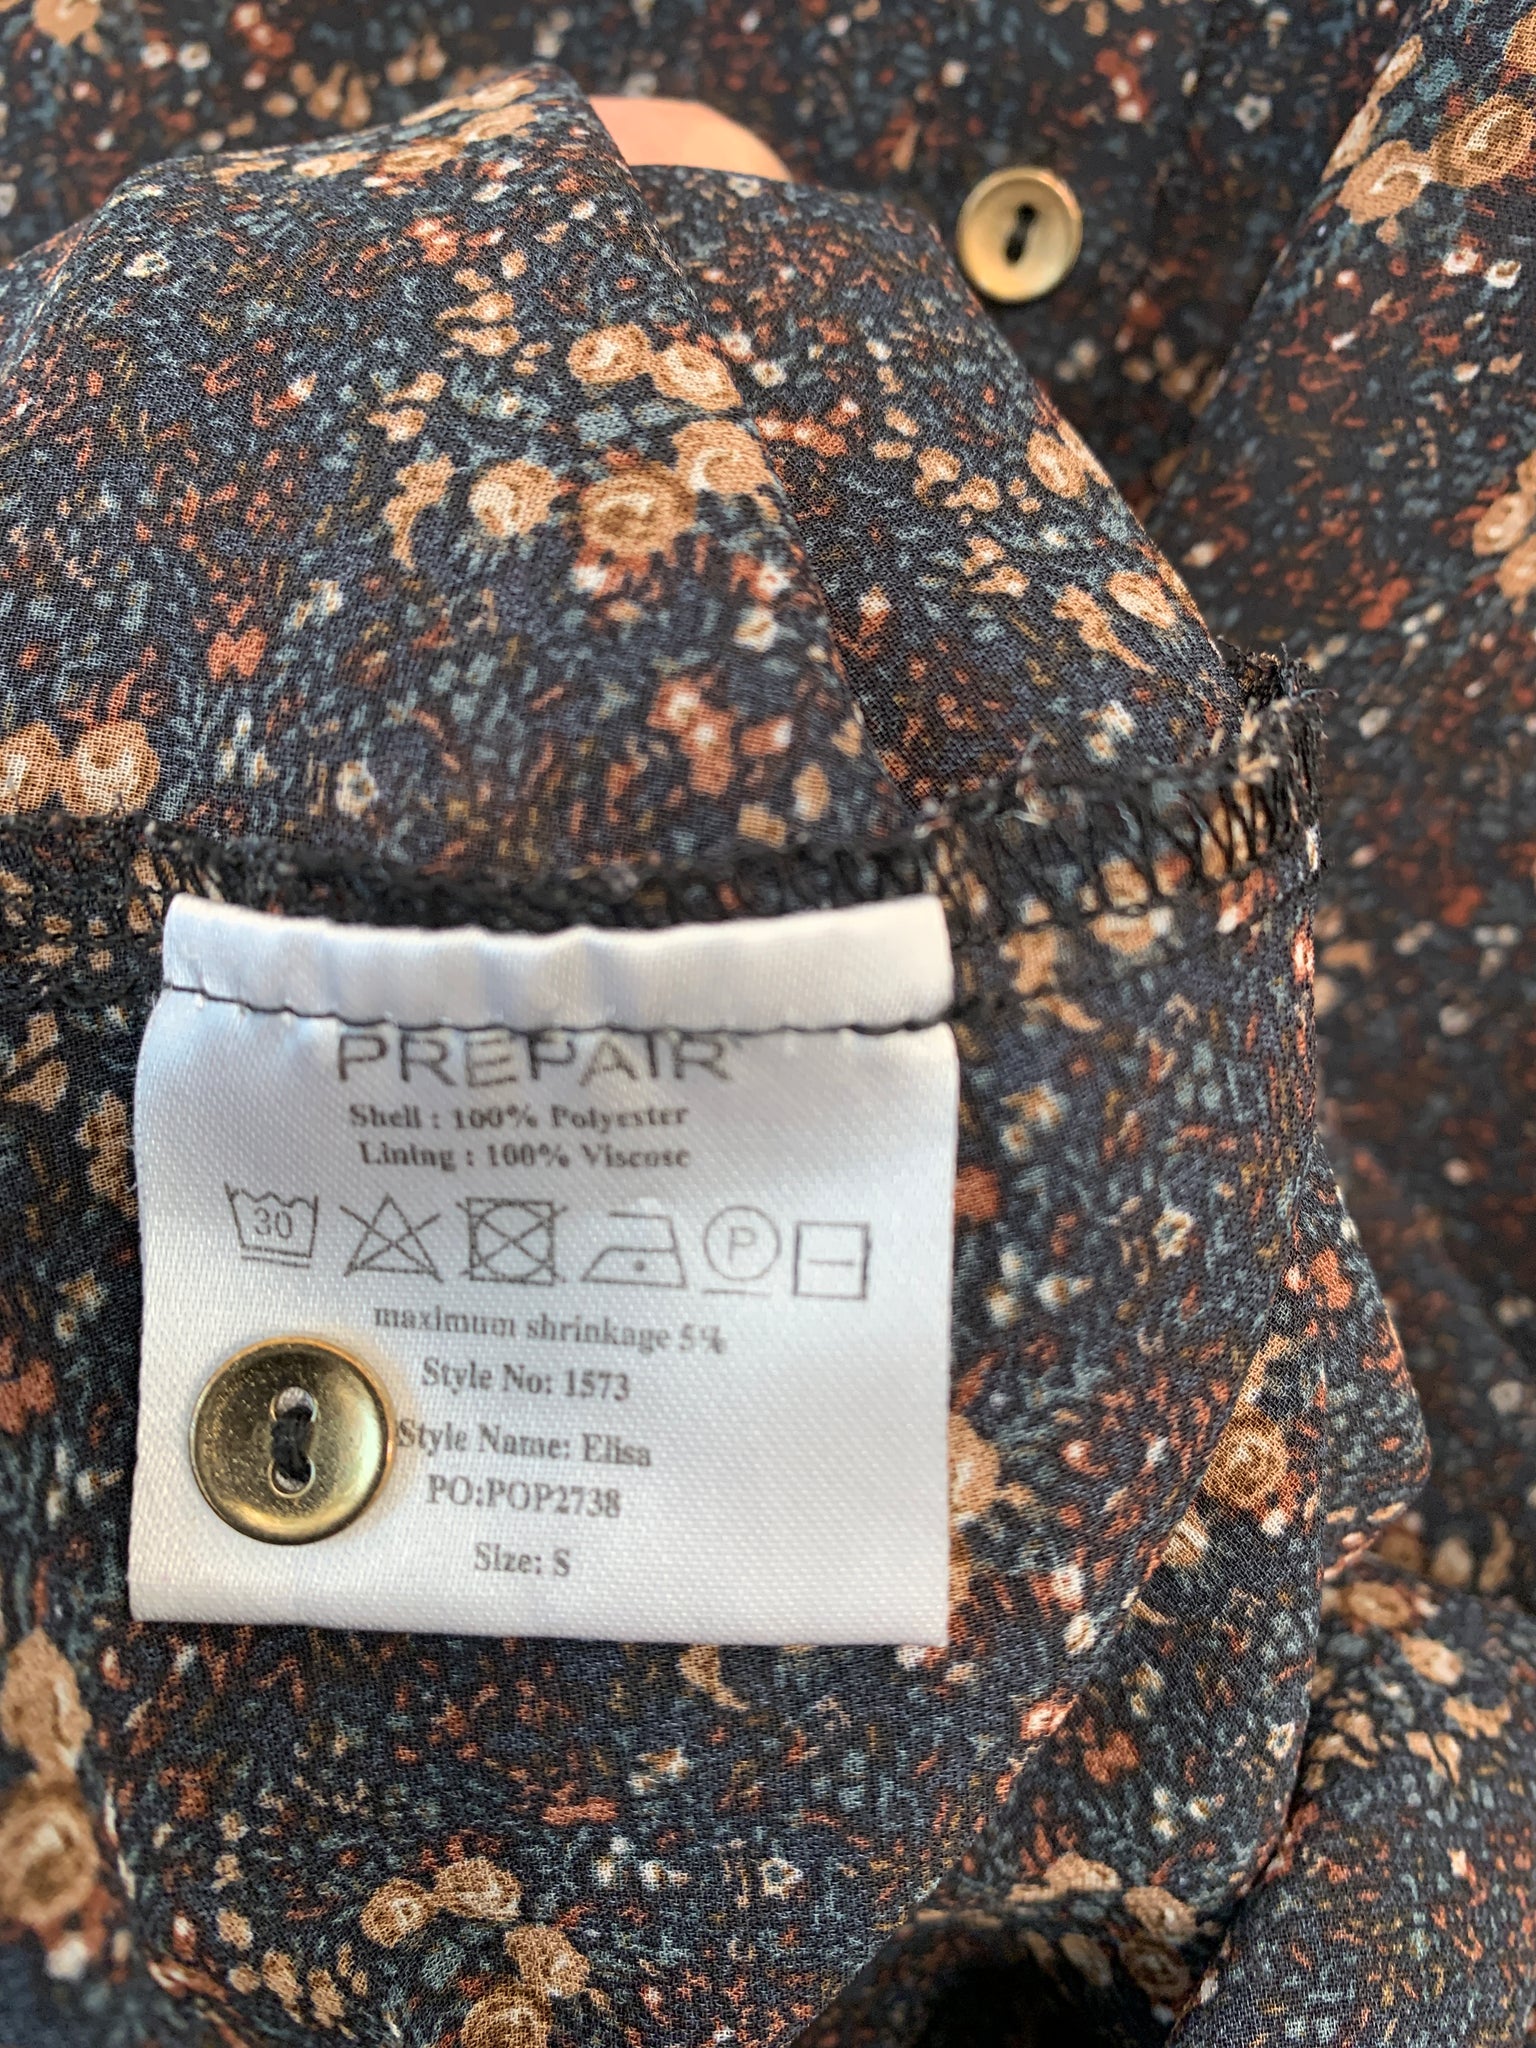 PREPAIR
Shell : 100% Polyester
Lining : 100% Viscose
30 P
maximum shrinkage 5%
Style No: 1573
Style Name: Elisa
PO:POP2738
Size: S